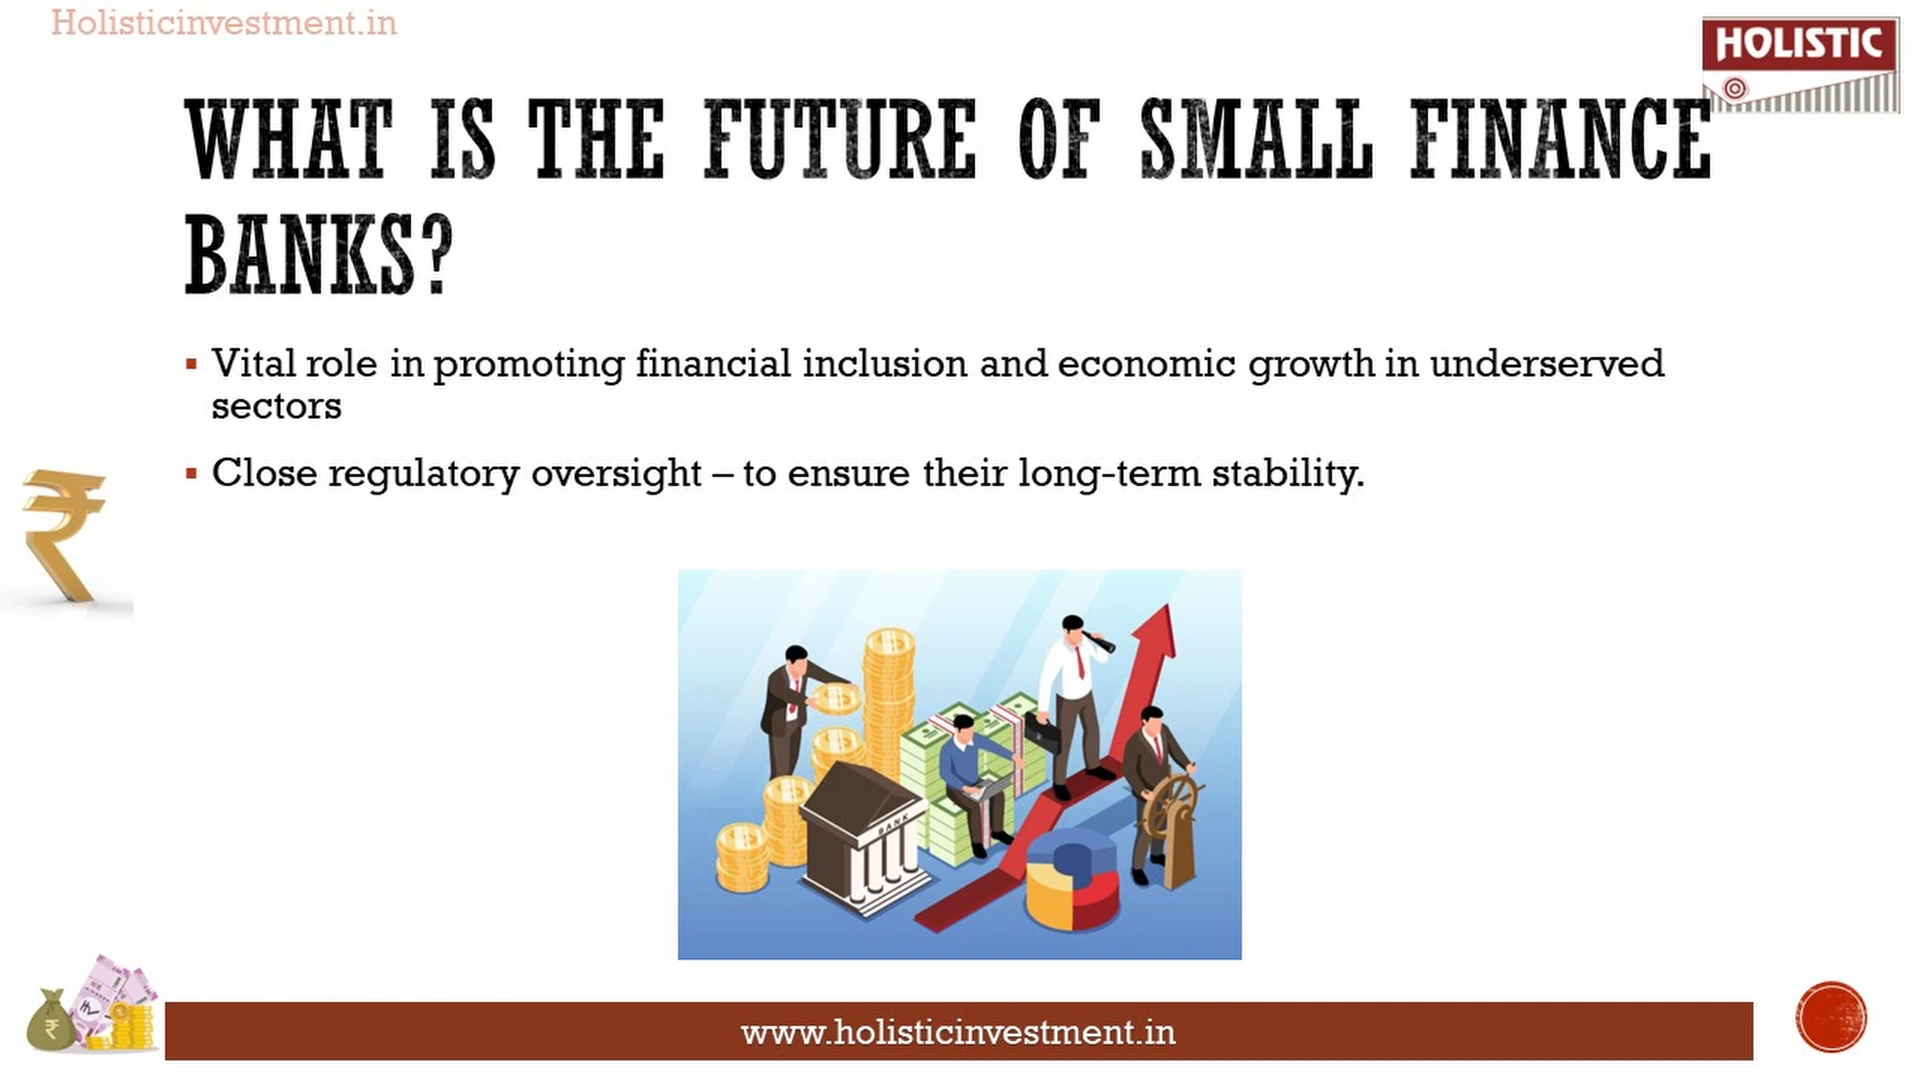 Holisticinvestment.in
HOLISTIC
WHAT IS THE FUTURE OF SMALL FINANCE
BANKS?
▪ Vital role in promoting financial inclusion and economic growth in underserved
sectors
▪ Close regulatory oversight – to ensure their long-term stability.
BANK
www.holisticinvestment.in